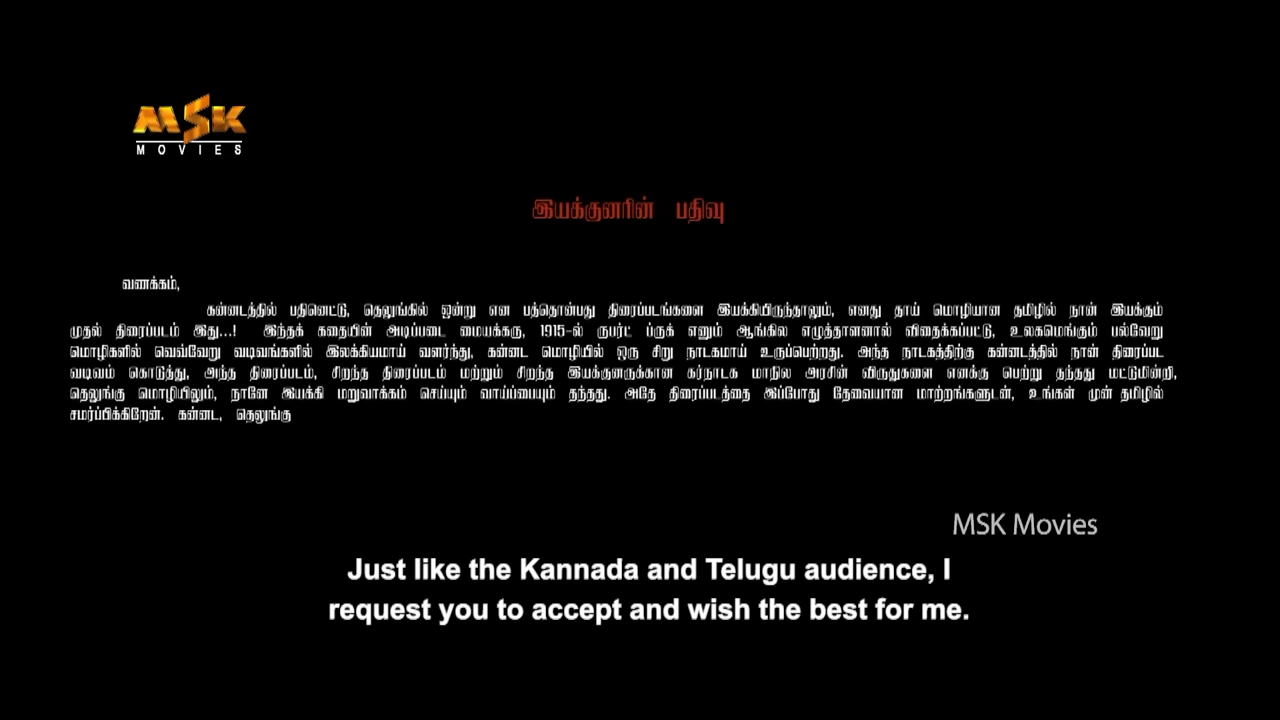 MSK
MOVIES
இயக்குனரின் பதிவு
வணக்கம்,
கன்னடத்தில் பதினெட்டு, தெலுங்கில் ஒன்று என பத்தொன்பது திரைப்படங்களை இயக்கியிருந்தாலும், எனது தாய் மொழியான தமிழில் நான் இயக்கும்
முதல் திரைப்படம் இது...! இந்தக் கதையின் அடிப்படை மையக்கரு, 1915-ல் ருபர்ட் ப்ருக் எனும் ஆங்கில எழுத்தாளனால் விதைக்கப்பட்டு, உலகமெங்கும் பல்வேறு
மொழிகளில் வெவ்வேறு வடிவங்களில் இலக்கியமாய் வளர்ந்து, கன்னட மொழியில் ஒரு சிறு நாடகமாய் உருப்பெற்றது. அந்த நாடகத்திற்கு கன்னடத்தில் நான் திரைப்பட
வடிவம் கொடுத்து, அந்த திரைப்படம், சிறந்த திரைப்படம் மற்றும் சிறந்த இயக்குனருக்கான கர்நாடக மாநில அரசின் விருதுகளை எனக்கு பெற்று தந்தது மட்டுமின்றி,
தெலுங்கு மொழியிலும், நானே இயக்கி மறுவாக்கம் செய்யும் வாய்ப்பையும் தந்தது. அதே திரைப்படத்தை இப்போது தேவையான மாற்றங்களுடன், உங்கள் முன் தமிழில்
சமர்ப்பிக்கிறேன். கன்னட, தெலுங்கு
MSK Movies
Just like the Kannada and Telugu audience, I
request you to accept and wish the best for me.